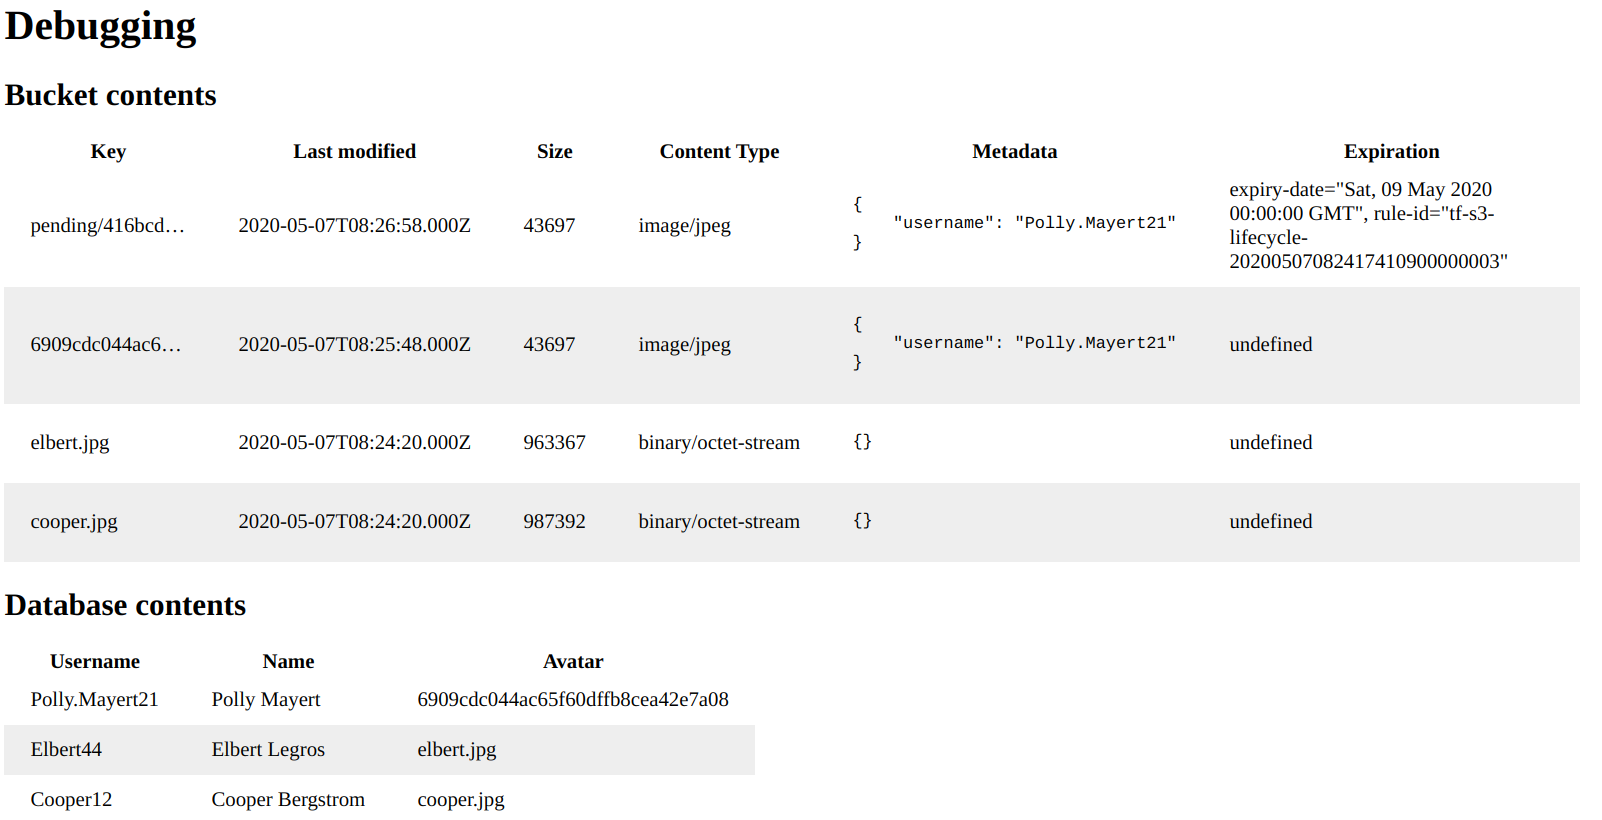 Debugging
Bucket contents
Key Last modified Size Content Type Metadata Expiration
pending/416bcd… 2020-05-07T08:26:58.000Z 43697 image/jpeg
{
"username": "Polly.Mayert21"
}
expiry-date="Sat, 09 May 2020
00:00:00 GMT", rule-id="tf-s3-
lifecycle-
20200507082417410900000003"
6909cdc044ac6… 2020-05-07T08:25:48.000Z 43697 image/jpeg
{
"username": "Polly.Mayert21"
}
undefined
elbert.jpg 2020-05-07T08:24:20.000Z 963367 binary/octet-stream {} undefined
cooper.jpg 2020-05-07T08:24:20.000Z 987392 binary/octet-stream {} undefined
Database contents
Username Name Avatar
Polly.Mayert21 Polly Mayert 6909cdc044ac65f60dffb8cea42e7a08
Elbert44 Elbert Legros elbert.jpg
Cooper12 Cooper Bergstrom cooper.jpg